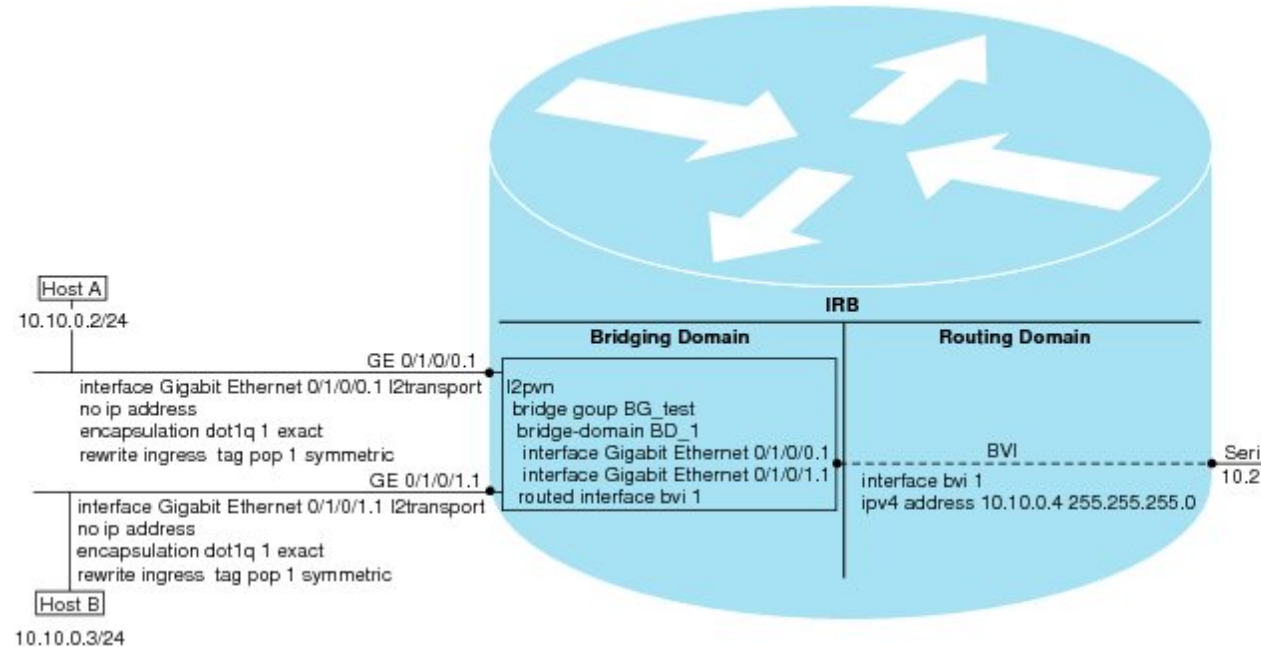 Host A
10.10.0.2/24
GE 0/1/0/0.1
interface Gigabit Ethernet 0/1/0/0.1 l2transport
no ip address
encapsulation dot1q 1 exact
rewrite ingress tag pop 1 symmetric
GE 0/1/0/1.1
interface Gigabit Ethernet 0/1/0/1.1 l2transport
no ip address
encapsulation dot1q 1 exact
rewrite ingress tag pop 1 symmetric
Host B
10.10.0.3/24
IRB
Bridging Domain
l2pvn
bridge goup BG_test
bridge-domain BD_1
interface Gigabit Ethernet 0/1/0/0.1
interface Gigabit Ethernet 0/1/0/1.1
routed interface bvi 1
Routing Domain
BVI
interface bvi 1
ipv4 address 10.10.0.4 255.255.255.0
Seri
10.2